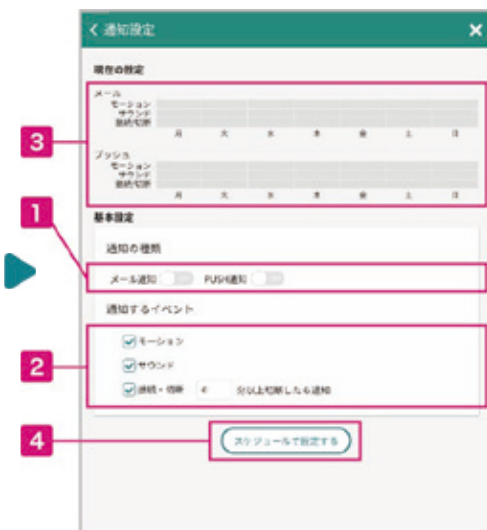 通知設定
現在の設定
メール
モーション
サウンド
接続/切断
月 火 水 木 金 土 日
3
プッシュ
モーション
サウンド
接続/切断
月 火 水 木 金 土 日
1
基本設定
通知の種類
メール通知 PUSH通知
通知するイベント
モーション
2
サウンド
接続・切断 分以上切断したら通知
4
スケジュールで設定する